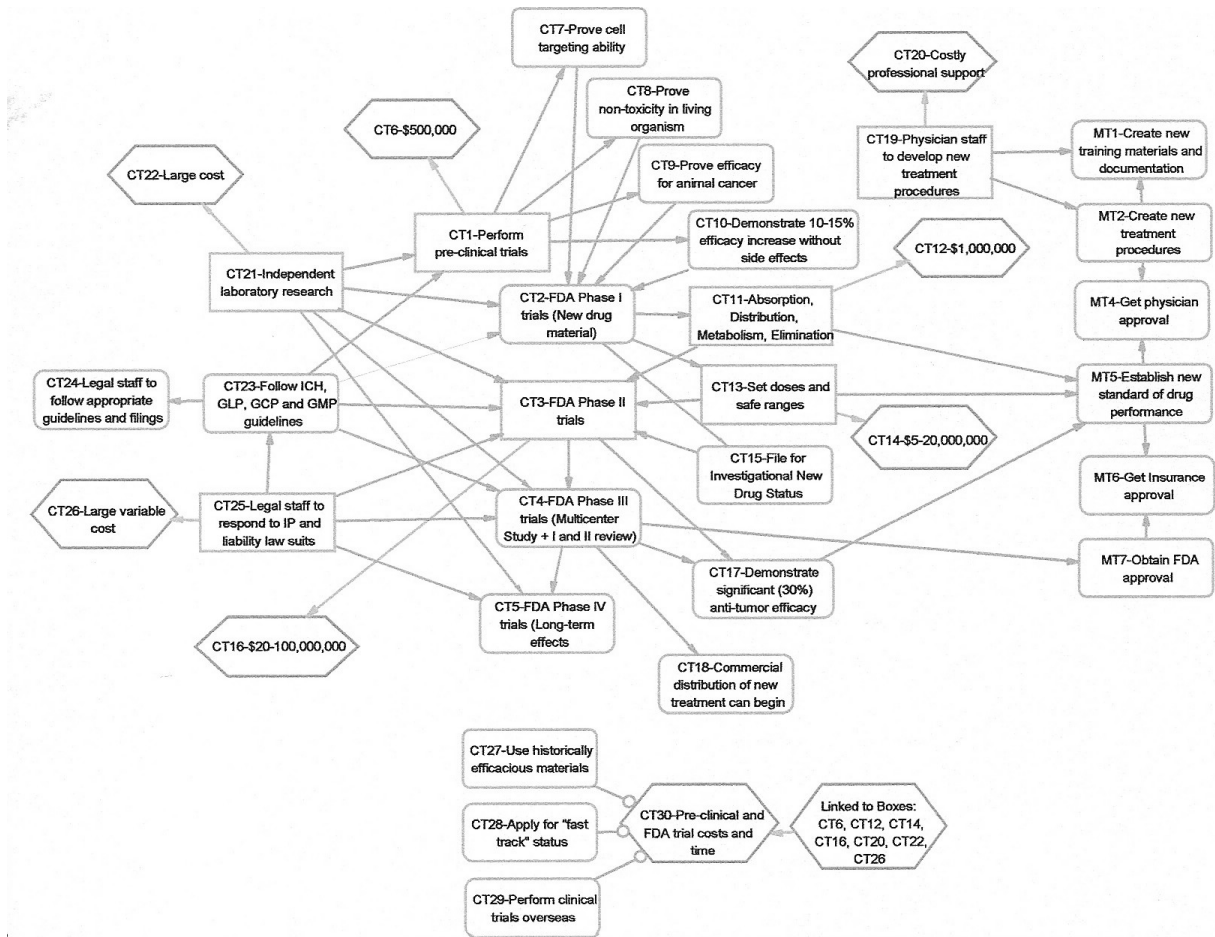 CT7-Prove cell
targeting ability
CT20-Costly
professional support
CT8-Prove
non-toxicity in living
organism
CT6-$500,000
CT19-Physician staff
to develop new
treatment
procedures
MT1-Create new
training materials and
documentation
CT9-Prove efficacy
for animal cancer
CT22-Large cost
CT1-Perform
pre-clinical trials
CT10-Demonstrate 10-15%
efficacy increase without
side effects
MT2-Create new
treatment
procedures
CT12-$1,000,000
CT21-Independent
laboratory research
CT2-FDA Phase I
trials (New drug
material)
CT11-Absorption,
Distribution,
Metabolism, Elimination
MT4-Get physician
approval
CT24-Legal staff to
follow appropriate
guidelines and filings
CT23-Follow ICH,
GLP, GCP and GMP
guidelines
CT3-FDA Phase II
trials
CT13-Set doses and
safe ranges
MT5-Establish new
standard of drug
performance
CT14-$5-20,000,000
CT15-File for
Investigational New
Drug Status
MT6-Get Insurance
approval
CT26-Large variable
cost
CT25-Legal staff to
respond to IP and
liability law suits
CT4-FDA Phase III
trials (Multicenter
Study + I and II review)
MT7-Obtain FDA
approval
CT17-Demonstrate
significant (30%)
anti-tumor efficacy
CT5-FDA Phase IV
trials (Long-term
effects
CT16-$20-100,000,000
CT18-Commercial
distribution of new
treatment can begin
CT27-Use historically
efficacious materials
CT28-Apply for "fast
track" status
CT29-Perform clinical
trials overseas
CT30-Pre-clinical and
FDA trial costs and
time
Linked to Boxes:
CT6, CT12, CT14,
CT16, CT20, CT22,
CT26